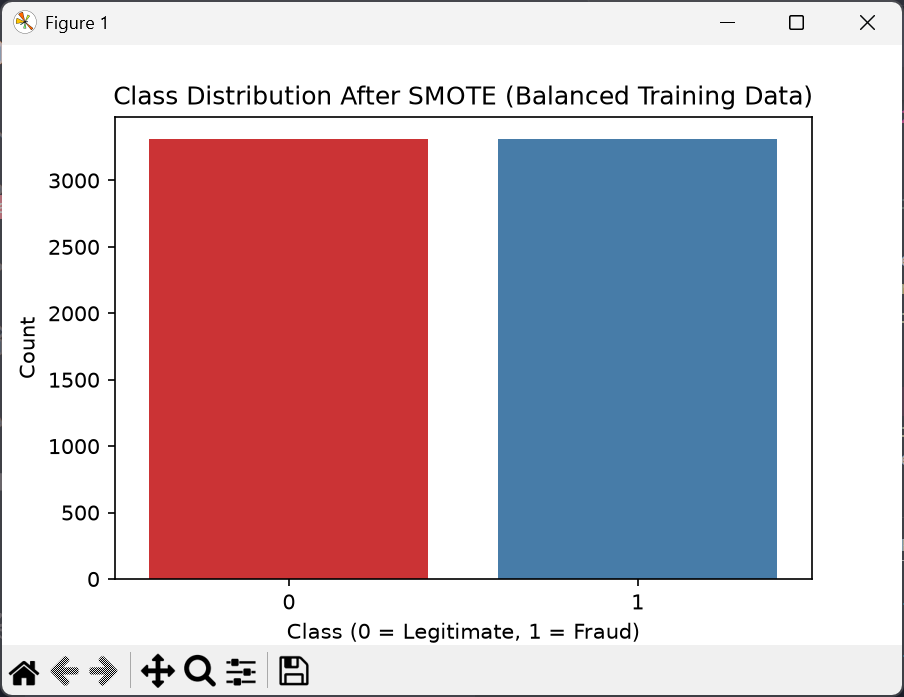 Figure 1
Class Distribution After SMOTE (Balanced Training Data)
3000
2500
2000
1500
1000
500
0
Count
0
1
Class (0 = Legitimate, 1 = Fraud)